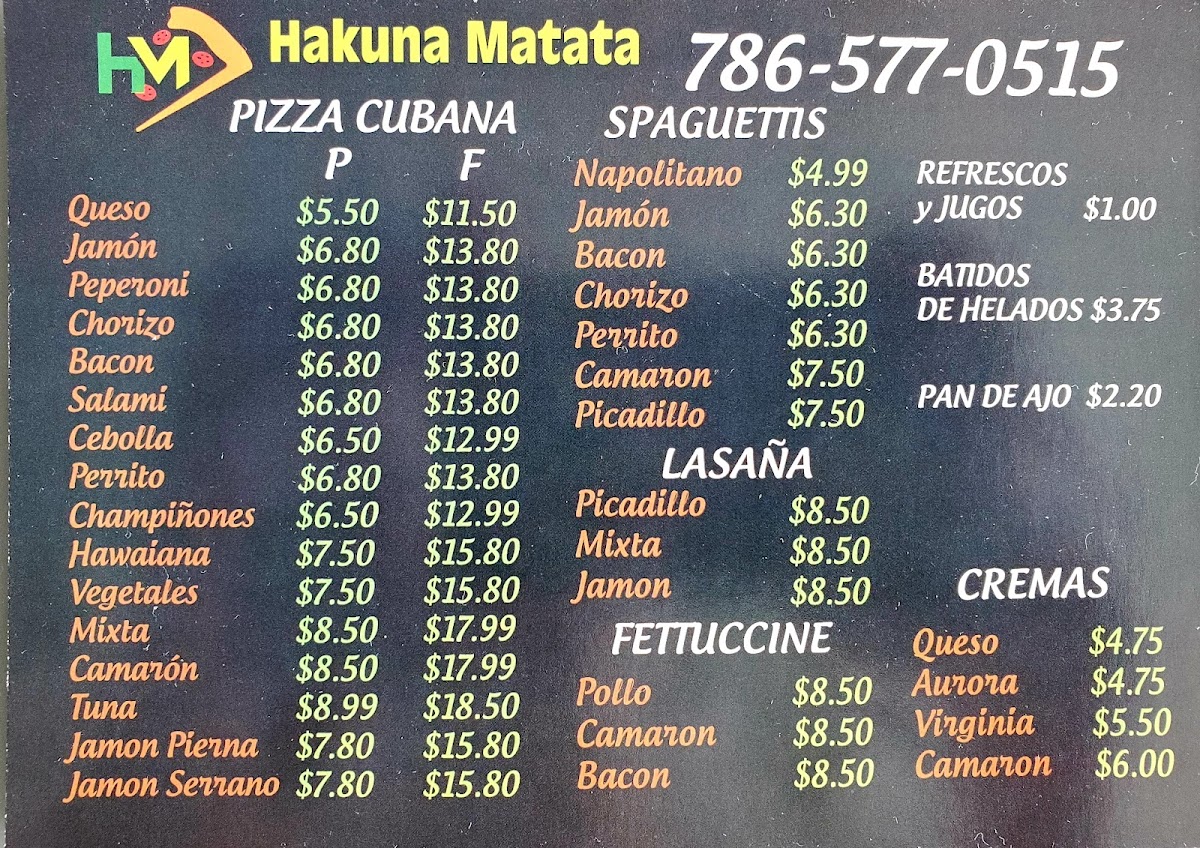 HM
Hakuna Matata
786-577-0515
PIZZA CUBANA
P F
Queso $5.50 $11.50
Jamón $6.80 $13.80
Peperoni $6.80 $13.80
Chorizo $6.80 $13.80
Bacon $6.80 $13.80
Salami $6.80 $13.80
Cebolla $6.50 $12.99
Perrito $6.80 $13.80
Champiñones $6.50 $12.99
Hawaiana $7.50 $15.80
Vegetales $7.50 $15.80
Mixta $8.50 $17.99
Camarón $8.50 $17.99
Tuna $8.99 $18.50
Jamon Pierna $7.80 $15.80
Jamon Serrano $7.80 $15.80
SPAGUETTIS
Napolitano $4.99
Jamón $6.30
Bacon $6.30
Chorizo $6.30
Perrito $6.30
Camaron $7.50
Picadillo $7.50
LASAÑA
Picadillo $8.50
Mixta $8.50
Jamon $8.50
FETTUCCINE
Pollo $8.50
Camaron $8.50
Bacon $8.50
REFRESCOS
y JUGOS $1.00
BATIDOS
DE HELADOS $3.75
PAN DE AJO $2.20
CREMAS
Queso $4.75
Aurora $4.75
Virginia $5.50
Camaron $6.00